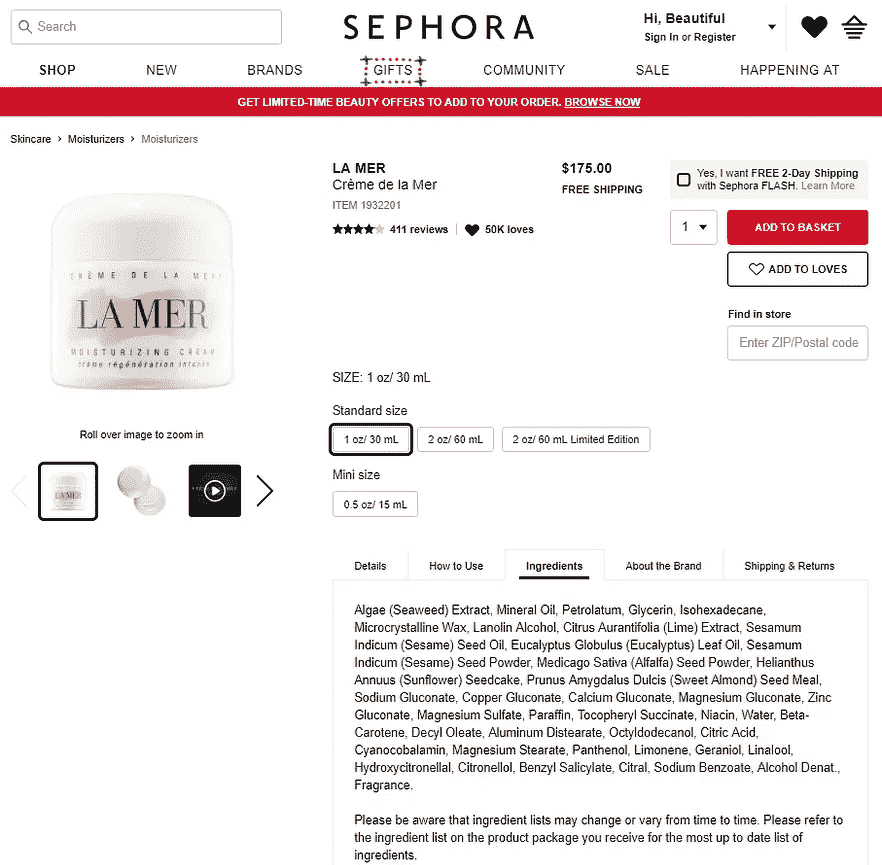 Search
SEPHORA
Hi, Beautiful
Sign In or Register
SHOP NEW BRANDS GIFTS COMMUNITY SALE HAPPENING AT
GET LIMITED-TIME BEAUTY OFFERS TO ADD TO YOUR ORDER. BROWSE NOW
Skincare > Moisturizers > Moisturizers
CRÈME DE LA MER
LA MER
MOISTURIZING CREAM
crème régénération intense
Roll over image to zoom in
LA MER
LA MER
Crème de la Mer
ITEM 1932201
411 reviews | 50K loves
$175.00
FREE SHIPPING
Yes, I want FREE 2-Day Shipping
with Sephora FLASH. Learn More
1
ADD TO BASKET
ADD TO LOVES
Find in store
Enter ZIP/Postal code
SIZE: 1 oz/ 30 mL
Standard size
1 oz/ 30 mL 2 oz/ 60 mL 2 oz/ 60 mL Limited Edition
Mini size
0.5 oz/ 15 mL
Details How to Use Ingredients About the Brand Shipping & Returns
Algae (Seaweed) Extract, Mineral Oil, Petrolatum, Glycerin, Isohexadecane,
Microcrystalline Wax, Lanolin Alcohol, Citrus Aurantifolia (Lime) Extract, Sesamum
Indicum (Sesame) Seed Oil, Eucalyptus Globulus (Eucalyptus) Leaf Oil, Sesamum
Indicum (Sesame) Seed Powder, Medicago Sativa (Alfalfa) Seed Powder, Helianthus
Annuus (Sunflower) Seedcake, Prunus Amygdalus Dulcis (Sweet Almond) Seed Meal,
Sodium Gluconate, Copper Gluconate, Calcium Gluconate, Magnesium Gluconate, Zinc
Gluconate, Magnesium Sulfate, Paraffin, Tocopheryl Succinate, Niacin, Water, Beta-
Carotene, Decyl Oleate, Aluminum Distearate, Octyldodecanol, Citric Acid,
Cyanocobalamin, Magnesium Stearate, Panthenol, Limonene, Geraniol, Linalool,
Hydroxycitronellal, Citronellol, Benzyl Salicylate, Citral, Sodium Benzoate, Alcohol Denat.,
Fragrance.
Please be aware that ingredient lists may change or vary from time to time. Please refer to
the ingredient list on the product package you receive for the most up to date list of
ingredients.